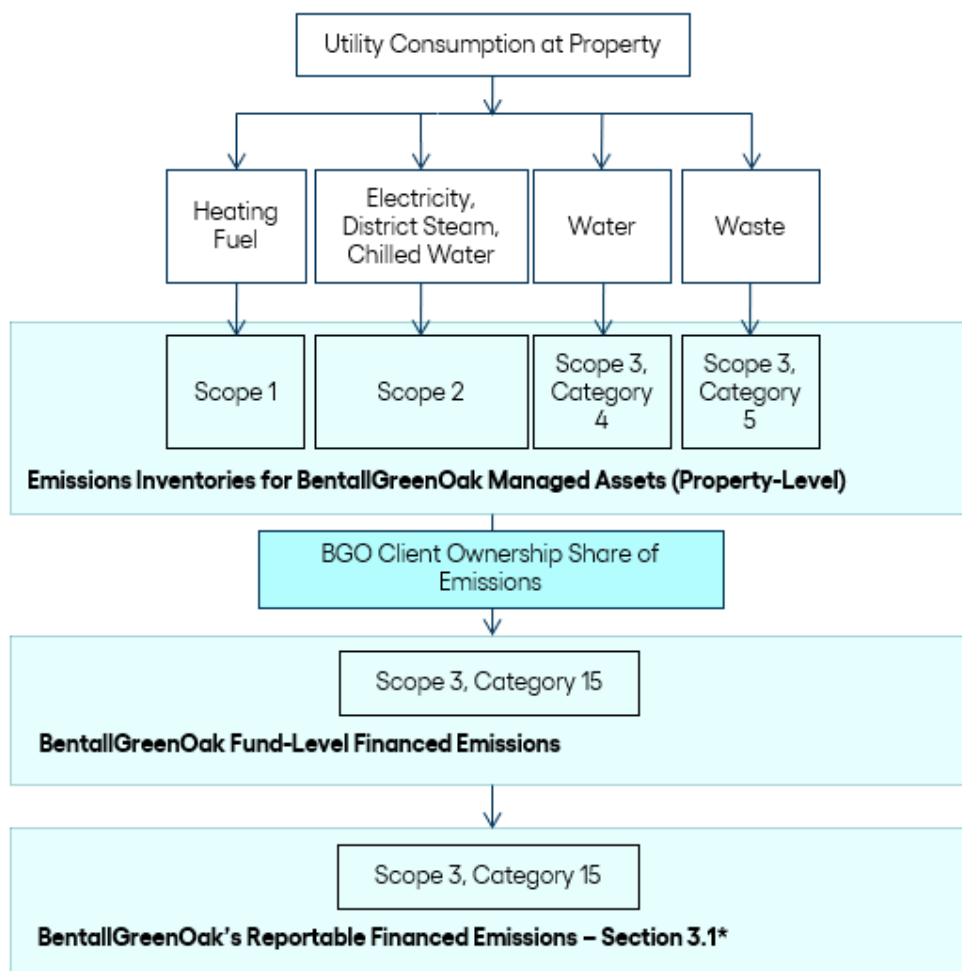 Utility Consumption at Property
Heating
Fuel
Electricity,
District Steam,
Chilled Water
Water
Waste
Scope 1
Scope 2
Scope 3,
Category
4
Scope 3,
Category
5
Emissions Inventories for BentallGreenOak Managed Assets (Property-Level)
BGO Client Ownership Share of
Emissions
Scope 3, Category 15
BentallGreenOak Fund-Level Financed Emissions
Scope 3, Category 15
BentallGreenOak's Reportable Financed Emissions – Section 3.1*